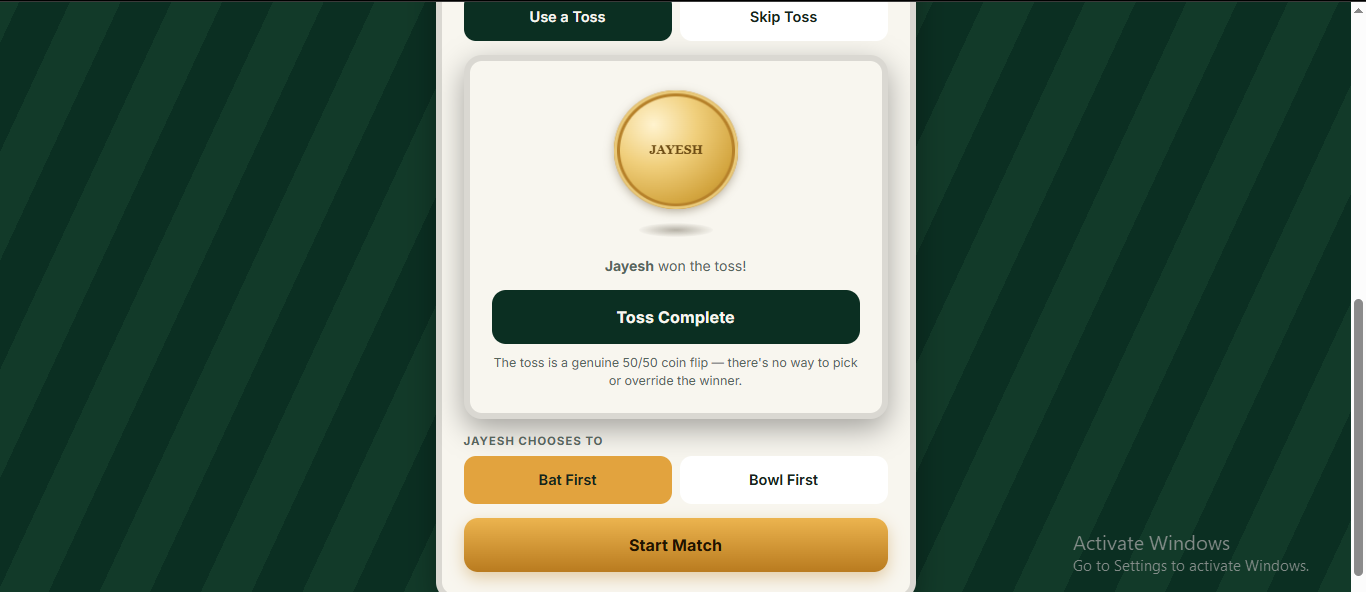 Use a Toss
Skip Toss
JAYESH
Jayesh won the toss!
Toss Complete
The toss is a genuine 50/50 coin flip — there's no way to pick
or override the winner.
JAYESH CHOOSES TO
Bat First
Bowl First
Start Match
Activate Windows
Go to Settings to activate Windows.